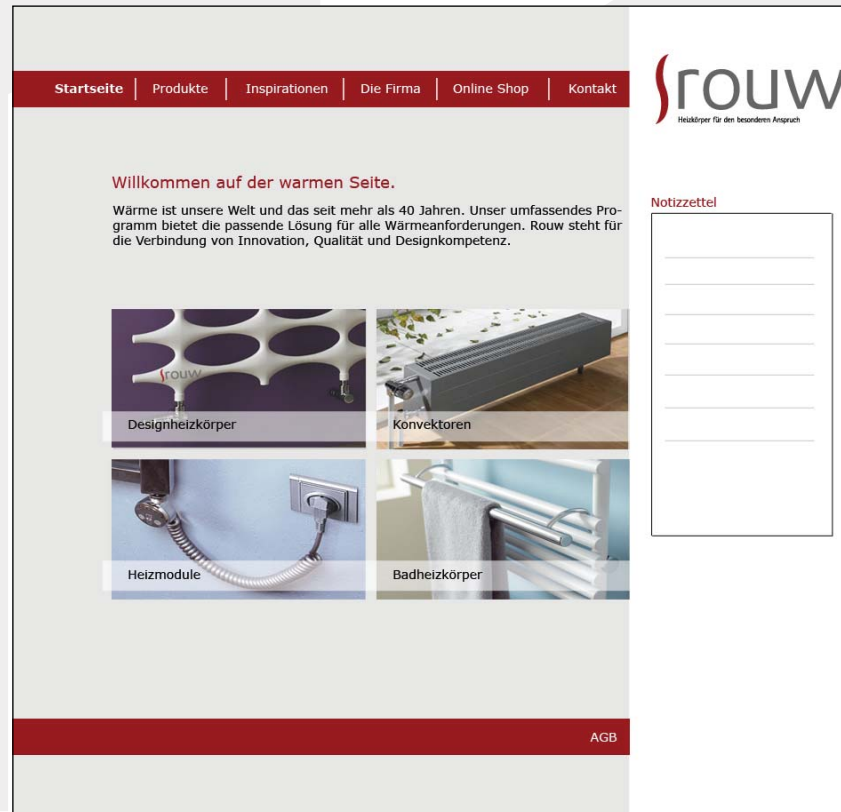 Startseite Produkte Inspirationen Die Firma Online Shop Kontakt
rouw
Heizkörper für den besonderen Anspruch
Willkommen auf der warmen Seite.
Wärme ist unsere Welt und das seit mehr als 40 Jahren. Unser umfassendes Pro-
gramm bietet die passende Lösung für alle Wärmeanforderungen. Rouw steht für
die Verbindung von Innovation, Qualität und Designkompetenz.
Notizzettel
rouw
Designheizkörper
Konvektoren
Heizmodule
Badheizkörper
AGB